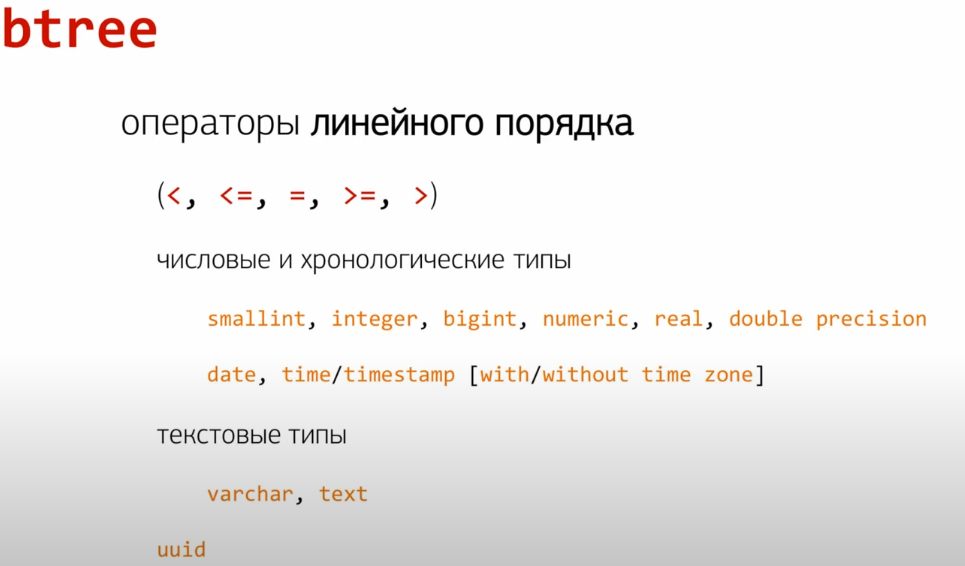 btree
операторы линейного порядка
(<, <=, =, >=, >)
числовые и хронологические типы
smallint, integer, bigint, numeric, real, double precision
date, time/timestamp [with/without time zone]
текстовые типы
varchar, text
uuid